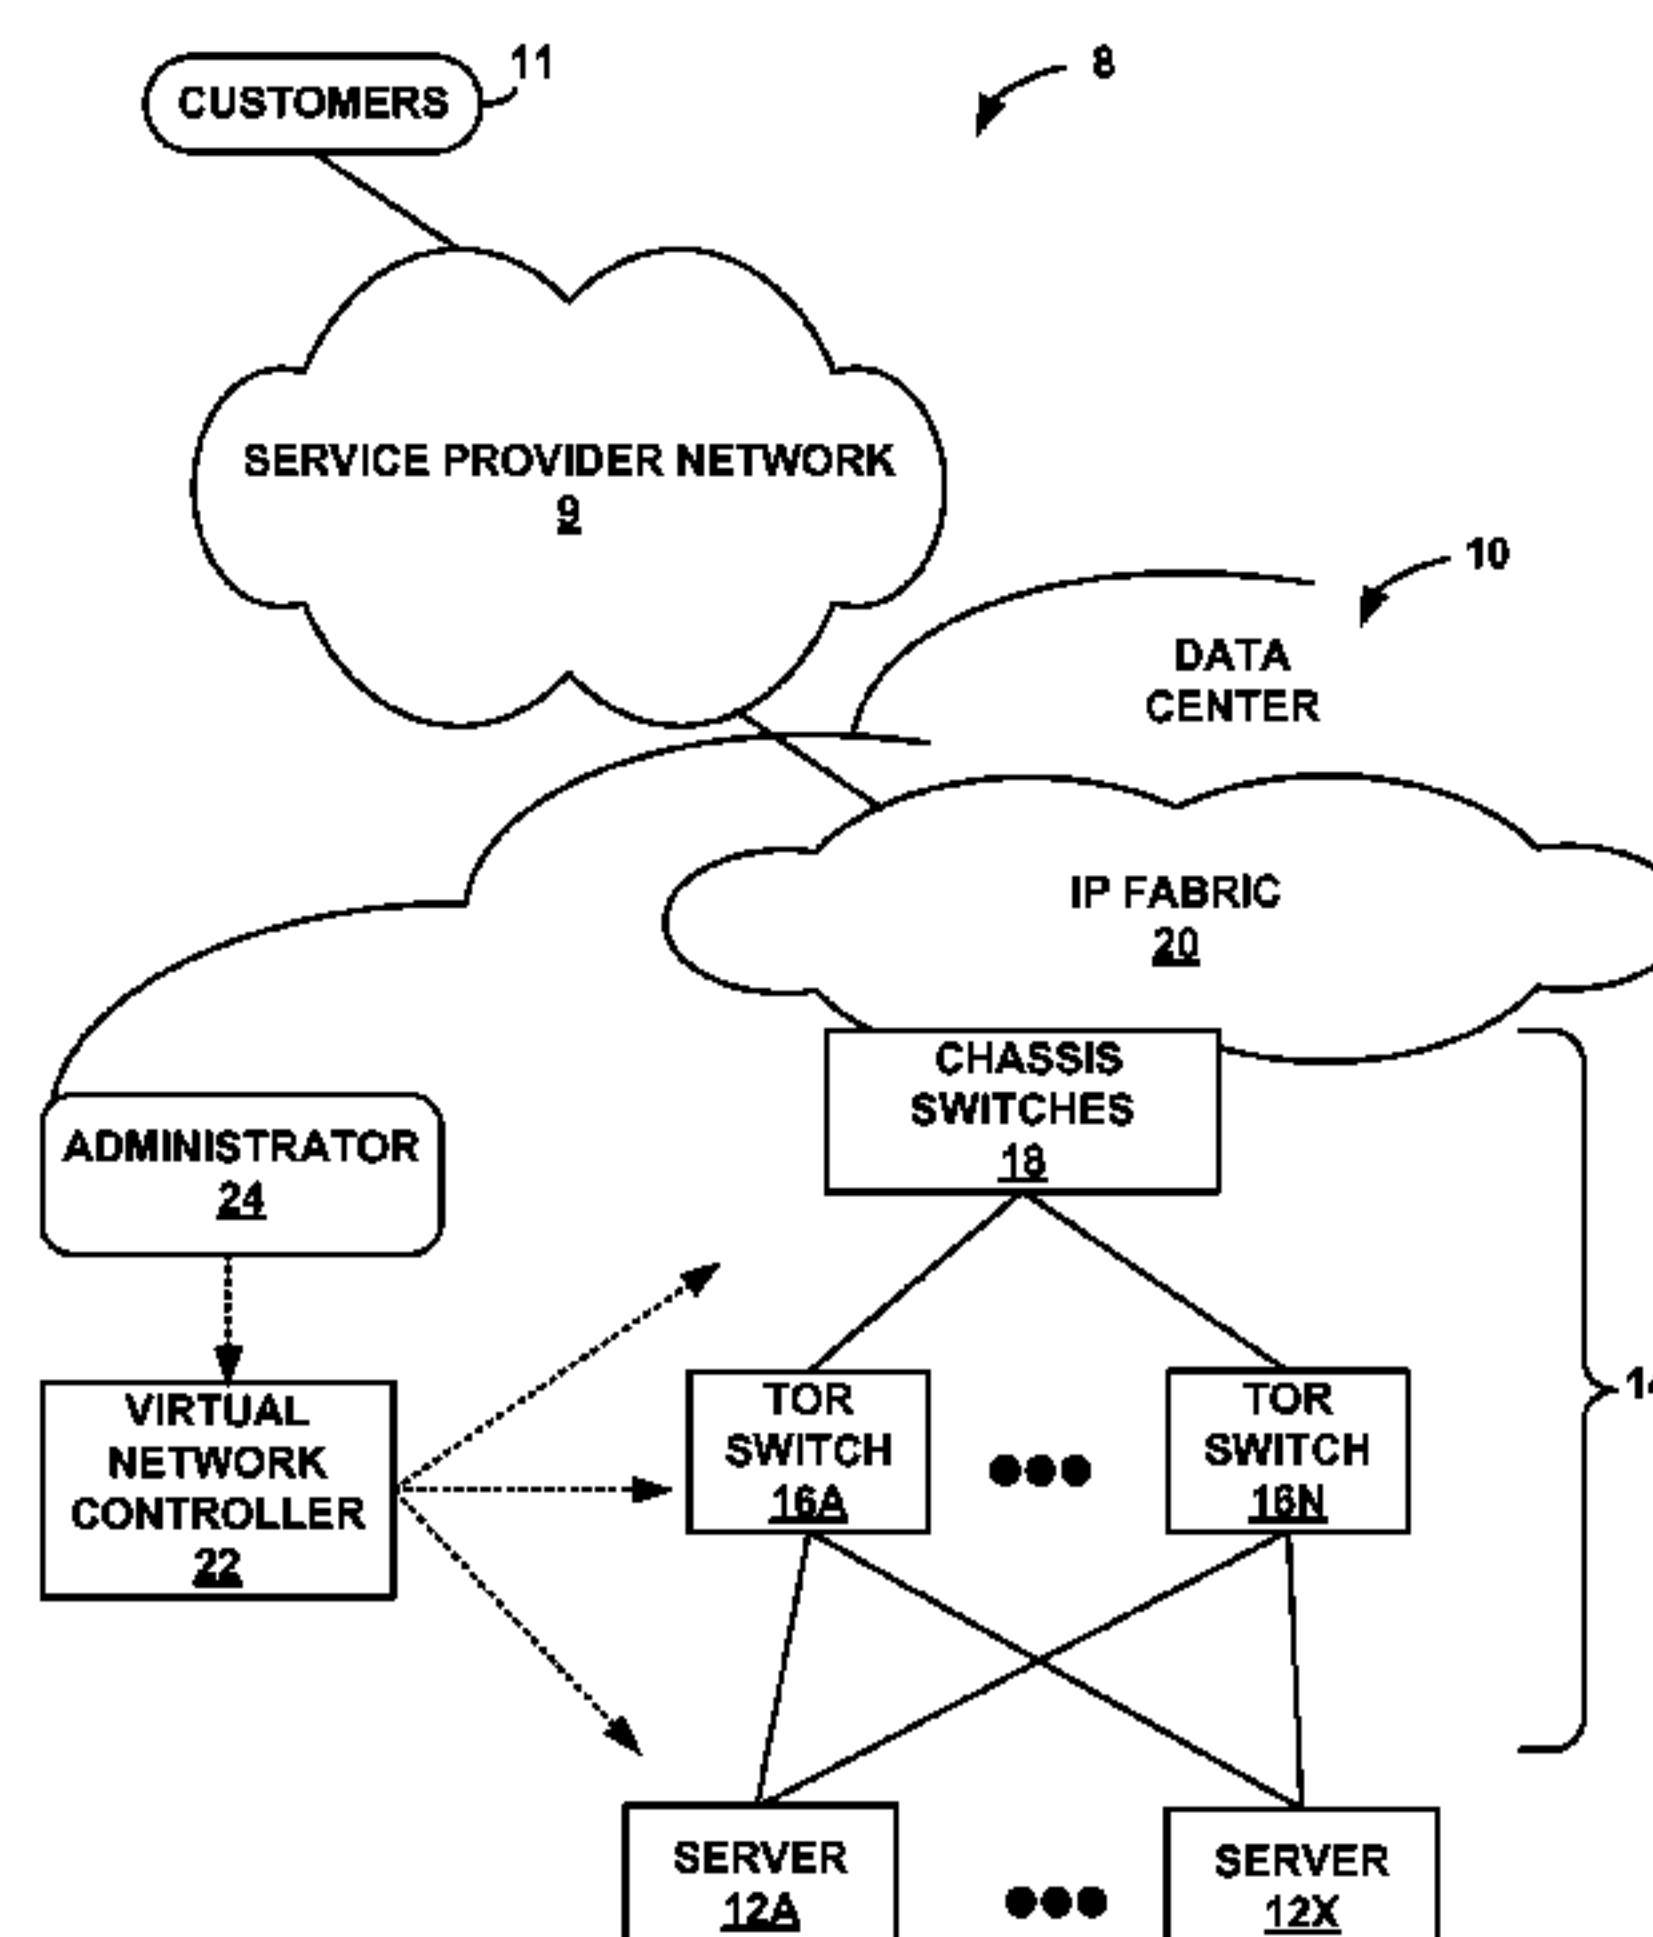 11
CUSTOMERS
8
SERVICE PROVIDER NETWORK
9
10
DATA
CENTER
IP FABRIC
20
CHASSIS
SWITCHES
18
ADMINISTRATOR
24
VIRTUAL
NETWORK
CONTROLLER
22
TOR
SWITCH
16A
TOR
SWITCH
16N
SERVER
12A
SERVER
12X